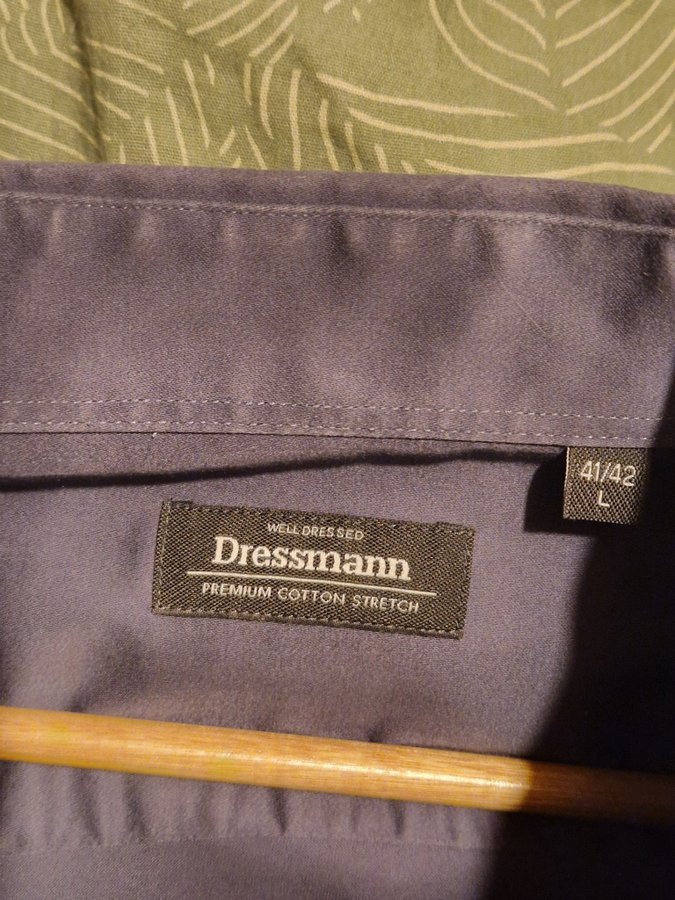 41/42
L
WELL DRESSED
Dressmann
PREMIUM COTTON STRETCH